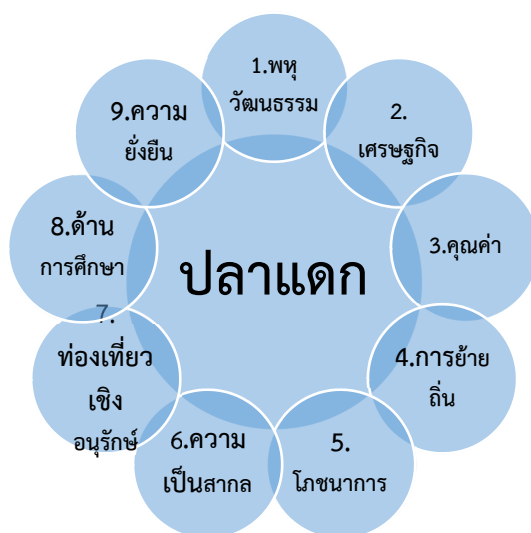 ปลาแดก
1.พหุ
วัฒนธรรม
2.
เศรษฐกิจ
3.คุณค่า
4.การย้าย
ถิ่น
5.
โภชนาการ
6.ความ
เป็นสากล
7.
ท่องเที่ยว
เชิง
อนุรักษ์
8.ด้าน
การศึกษา
9.ความ
ยั่งยืน